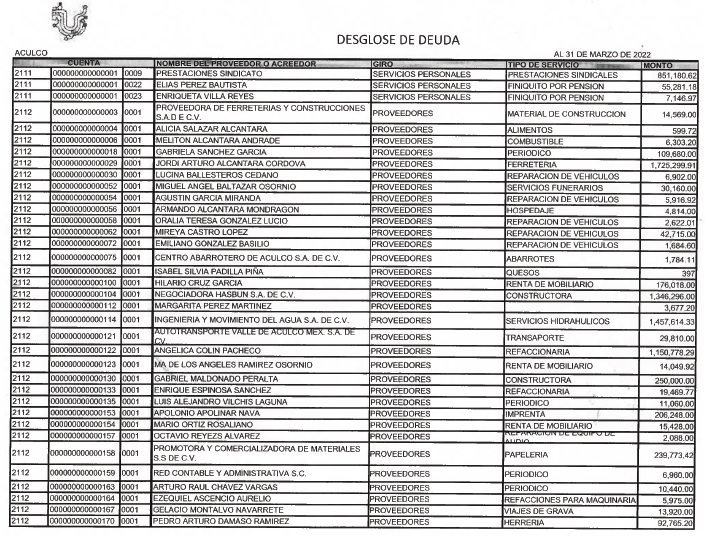 DESGLOSE DE DEUDA
ACULCO AL 31 DE MARZO DE 2022
CUENTA NOMBRE DEL PROVEEDOR O ACREEDOR GIRO TIPO DE SERVICIO MONTO
2111 000000000000001 0009 PRESTACIONES SINDICATO SERVICIOS PERSONALES PRESTACIONES SINDICALES 851,180.62
2111 000000000000001 0022 ELIAS PEREZ BAUTISTA SERVICIOS PERSONALES FINIQUITO POR PENSION 55,281.18
2111 000000000000001 0023 ENRIQUETA VILLA REYES SERVICIOS PERSONALES FINIQUITO POR PENSION 7,146.97
2112 000000000000003 0001 PROVEEDORA DE FERRETERIAS Y CONSTRUCCIONES S.A.D E C.V. PROVEEDORES MATERIAL DE CONSTRUCCION 14,569.00
2112 000000000000004 0001 ALICIA SALAZAR ALCANTARA PROVEEDORES ALIMENTOS 599.72
2112 000000000000006 0001 MELITON ALCANTARA ANDRADE PROVEEDORES COMBUSTIBLE 6,303.20
2112 000000000000018 0001 GABRIELA SANCHEZ GARCIA PROVEEDORES PERIODICO 109,680.00
2112 000000000000029 0001 JORDI ARTURO ALCANTARA CORDOVA PROVEEDORES FERRETERIA 1,725,299.91
2112 000000000000030 0001 LUCINA BALLESTEROS CEDANO PROVEEDORES REPARACION DE VEHICULOS 6,902.00
2112 000000000000052 0001 MIGUEL ANGEL BALTAZAR OSORNIO PROVEEDORES SERVICIOS FUNERARIOS 30,160.00
2112 000000000000054 0001 AGUSTIN GARCIA MIRANDA PROVEEDORES REPARACION DE VEHICULOS 5,916.92
2112 000000000000056 0001 ARMANDO ALCANTARA MONDRAGON PROVEEDORES HOSPEDAJE 4,814.00
2112 000000000000058 0001 ORALIA TERESA GONZALEZ LUCIO PROVEEDORES REPARACION DE VEHICULOS 2,622.01
2112 000000000000062 0001 MIREYA CASTRO LOPEZ PROVEEDORES REPARACION DE VEHICULOS 42,715.00
2112 000000000000072 0001 EMILIANO GONZALEZ BASILIO PROVEEDORES REPARACION DE VEHICULOS 1,684.60
2112 000000000000075 0001 CENTRO ABARROTERO DE ACULCO S.A. DE C.V. PROVEEDORES ABARROTES 1,784.11
2112 000000000000082 0001 ISABEL SILVIA PADILLA PIÑA PROVEEDORES QUESOS 397
2112 000000000000100 0001 HILARIO CRUZ GARCIA PROVEEDORES RENTA DE MOBILIARIO 176,018.00
2112 000000000000104 0001 NEGOCIADORA HASBUN S.A. DE C.V. PROVEEDORES CONSTRUCTORA 1,346,296.00
2112 000000000000112 0001 MARGARITA PEREZ MARTINEZ PROVEEDORES 3,677.20
2112 000000000000114 0001 INGENIERIA Y MOVIMIENTO DEL AGUA S.A. DE C.V. PROVEEDORES SERVICIOS HIDRAHULICOS 1,457,614.33
2112 000000000000121 0001 AUTOTRANSPORTE VALLE DE ACULCO MEX. S.A. DE CV. PROVEEDORES TRANSAPORTE 29,810.00
2112 000000000000122 0001 ANGELICA COLIN PACHECO PROVEEDORES REFACCIONARIA 1,150,778.29
2112 000000000000123 0001 MA DE LOS ANGELES RAMIREZ OSORNIO PROVEEDORES RENTA DE MOBILIARIO 14,049.92
2112 000000000000130 0001 GABRIEL MALDONADO PERALTA PROVEEDORES CONSTRUCTORA 250,000.00
2112 000000000000133 0001 ENRIQUE ESPINOSA SANCHEZ PROVEEDORES REFACCIONARIA 19,469.77
2112 000000000000135 0001 LUIS ALEJANDRO VILCHIS LAGUNA PROVEEDORES PERIODICO 11,060.00
2112 000000000000153 0001 APOLONIO APOLINAR NAVA PROVEEDORES IMPRENTA 206,248.00
2112 000000000000154 0001 MARIO ORTIZ ROSALIANO PROVEEDORES RENTA DE MOBILIARIO 15,428.00
2112 000000000000157 0001 OCTAVIO REYEZS ALVAREZ PROVEEDORES REPARACION DE EQUIPO DE AUDIO 2,088.00
2112 000000000000158 0001 PROMOTORA Y COMERCIALIZADORA DE MATERIALES S.S DE C.V. PROVEEDORES PAPELERIA 239,773.42
2112 000000000000159 0001 RED CONTABLE Y ADMINISTRATIVA S.C. PROVEEDORES PERIODICO 6,960.00
2112 000000000000163 0001 ARTURO RAUL CHAVEZ VARGAS PROVEEDORES PERIODICO 10,440.00
2112 000000000000164 0001 EZEQUIEL ASCENCIO AURELIO PROVEEDORES REFACCIONES PARA MAQUINARIA 5,975.00
2112 000000000000167 0001 GELACIO MONTALVO NAVARRETE PROVEEDORES VIAJES DE GRAVA 13,920.00
2112 000000000000170 0001 PEDRO ARTURO DAMASO RAMIREZ PROVEEDORES HERRERIA 92,765.20